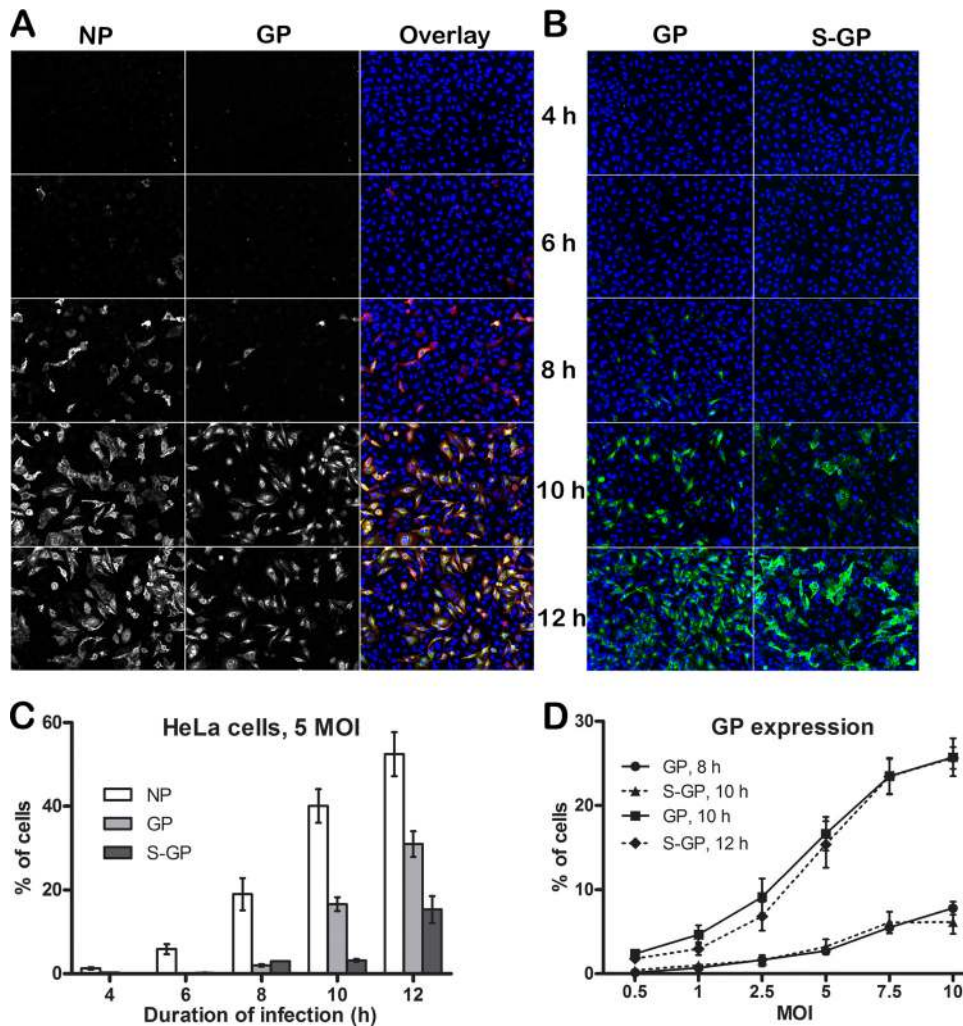 A
NP GP Overlay
B
GP S-GP
4 h
6 h
8 h
10 h
12 h
C
HeLa cells, 5 MOI
60
40
20
0
% of cells
NP
GP
S-GP
4 6 8 10 12
Duration of infection (h)
D
GP expression
30
20
10
0
% of cells
GP, 8 h
S-GP, 10 h
GP, 10 h
S-GP, 12 h
0.5 1 2.5 5 7.5 10
MOI